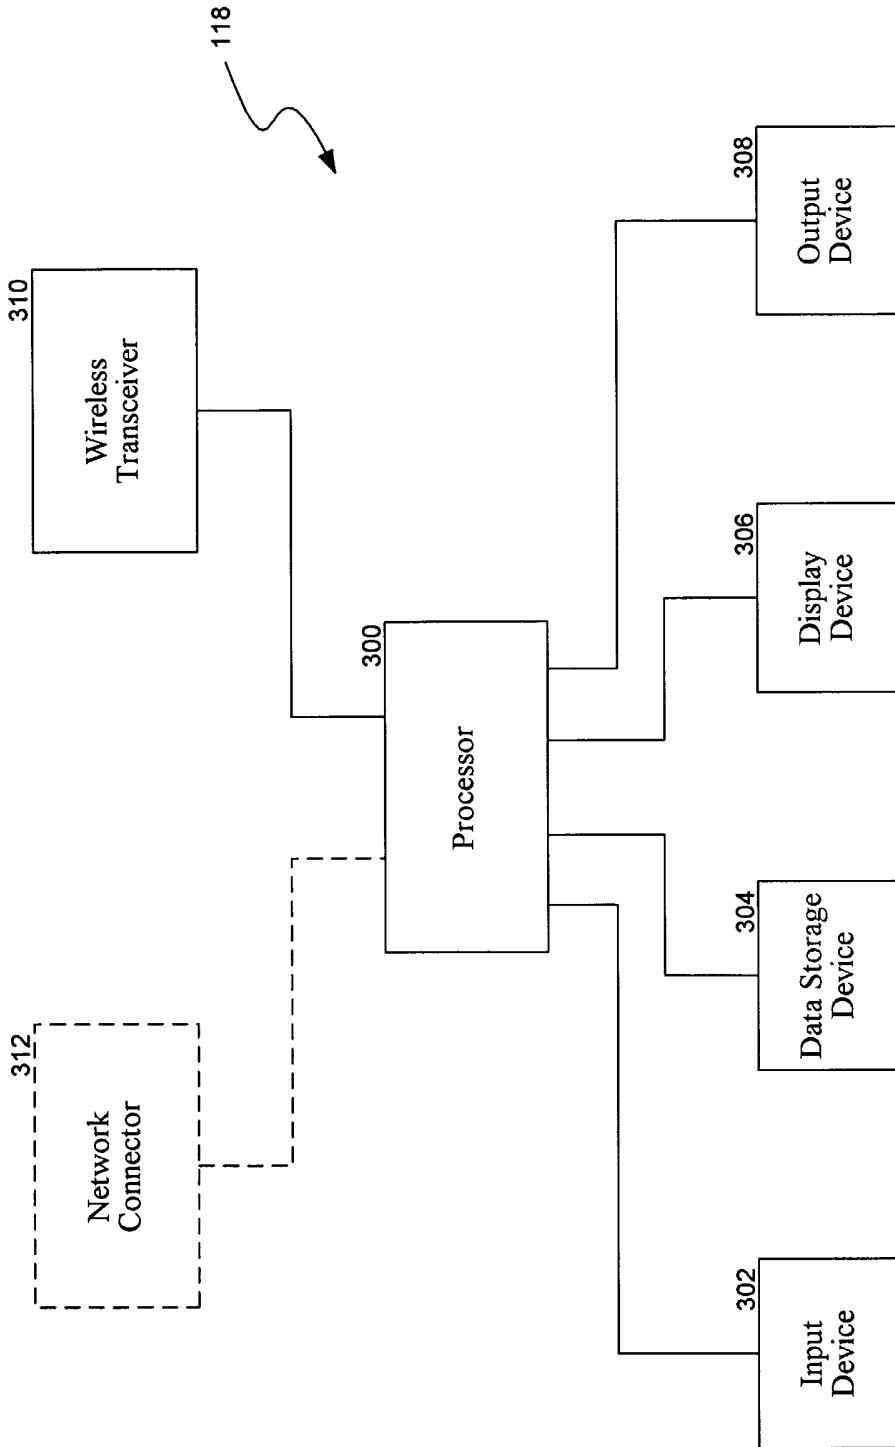 312
Network
Connector
310
Wireless
Transceiver
118
300
Processor
302
Input
Device
304
Data Storage
Device
306
Display
Device
308
Output
Device